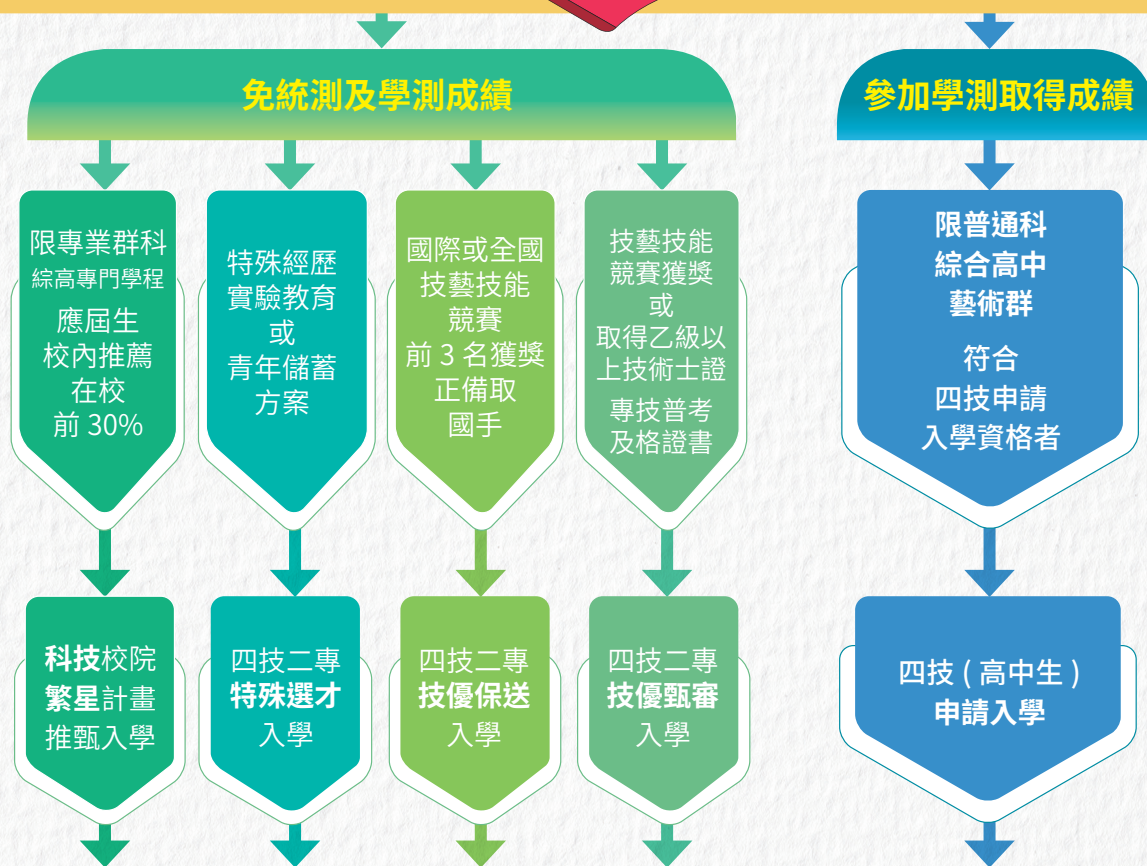 免統測及學測成績
參加學測取得成績
限專業群科
綜高專門學程
應屆生
校內推薦
在校
前 30%
特殊經歷
實驗教育
或
青年儲蓄
方案
國際或全國
技藝技能
競賽
前 3 名獲獎
正備取
國手
技藝技能
競賽獲獎
或
取得乙級以
上技術士證
專技普考
及格證書
限普通科
綜合高中
藝術群
符合
四技申請
入學資格者
科技校院
繁星計畫
推甄入學
四技二專
特殊選才
入學
四技二專
技優保送
入學
四技二專
技優甄審
入學
四技 ( 高中生 )
申請入學